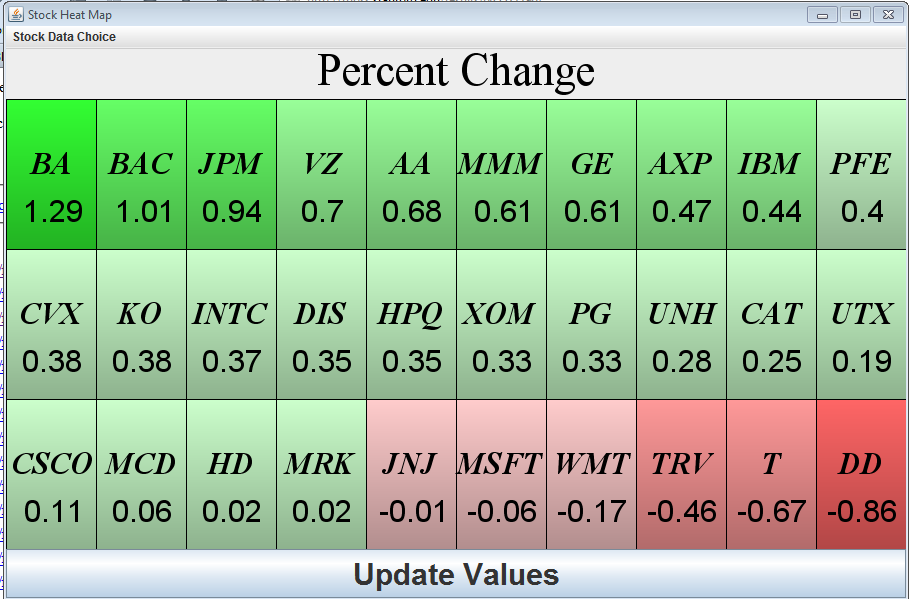 Stock Heat Map
Stock Data Choice
Percent Change
BA BAC JPM VZ AA MMM GE AXP IBM PFE
1.29 1.01 0.94 0.7 0.68 0.61 0.61 0.47 0.44 0.4
CVX KO INTC DIS HPQ XOM PG UNH CAT UTX
0.38 0.38 0.37 0.35 0.35 0.33 0.33 0.28 0.25 0.19
CSCO MCD HD MRK JNJ MSFT WMT TRV T DD
0.11 0.06 0.02 0.02 -0.01 -0.06 -0.17 -0.46 -0.67 -0.86
Update Values